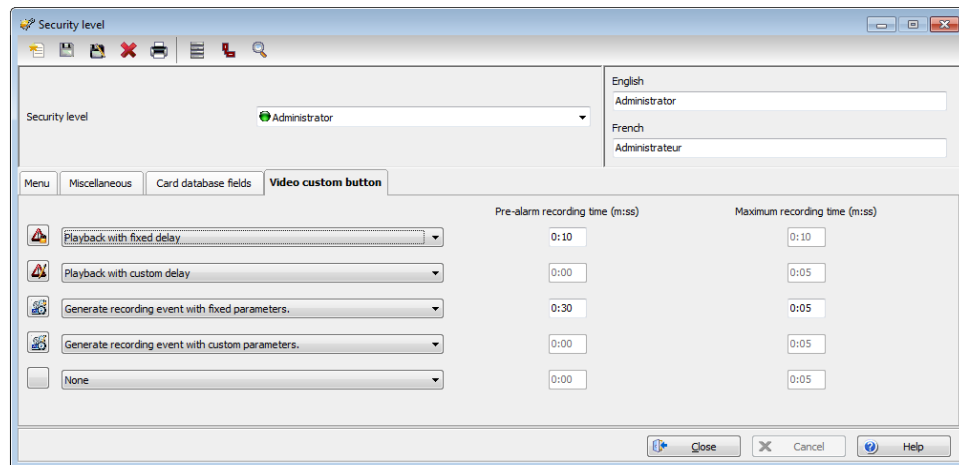 Security level
English
Administrator
Security level
Administrator
French
Administrateur
Menu
Miscellaneous
Card database fields
Video custom button
Pre-alarm recording time (m:ss)
Maximum recording time (m:ss)
Playback with fixed delay
0:10
0:10
Playback with custom delay
0:00
0:05
Generate recording event with fixed parameters.
0:30
0:05
Generate recording event with custom parameters.
0:00
0:05
None
0:00
0:05
Close
Cancel
Help